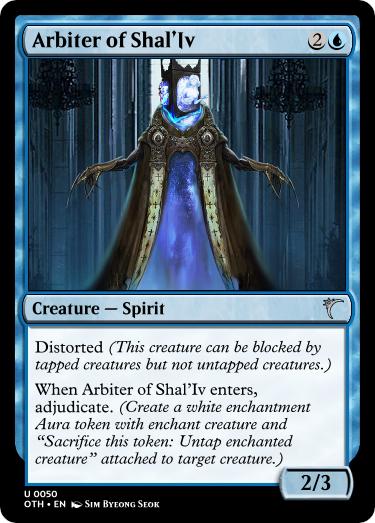 Arbiter of Shal'Iv 2
Creature — Spirit
Distorted (This creature can be blocked by
tapped creatures but not untapped creatures.)
When Arbiter of Shal'Iv enters,
adjudicate. (Create a white enchantment
Aura token with enchant creature and
“Sacrifice this token: Untap enchanted
creature” attached to target creature.)
2/3
U 0050
OTH • EN Sim Byeong Seok